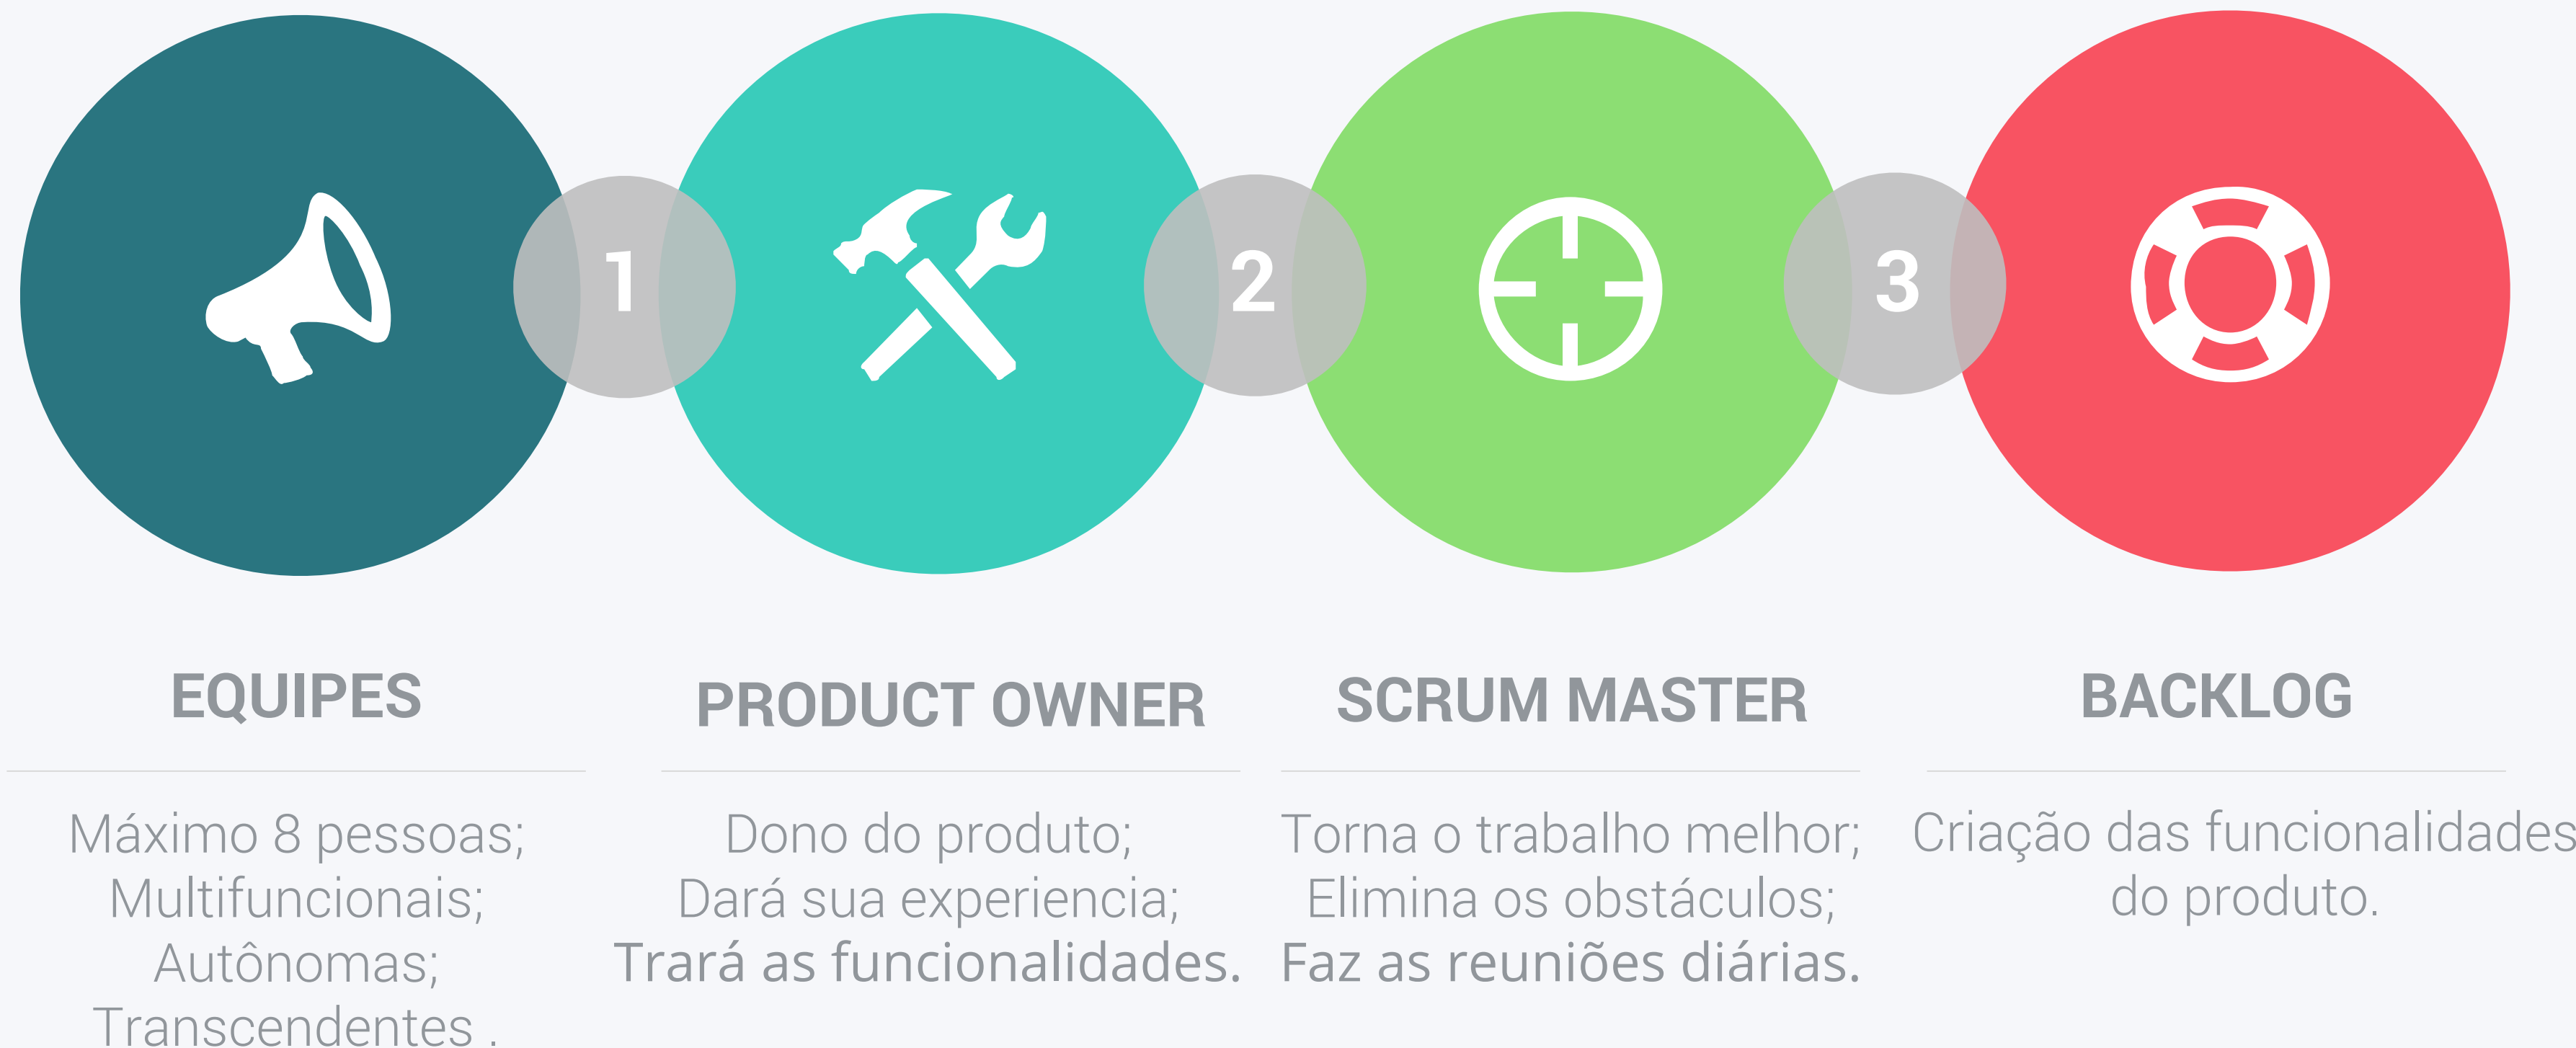 1
2
3
EQUIPES
Máximo 8 pessoas;
Multifuncionais;
Autônomas;
Transcendentes .
PRODUCT OWNER
Dono do produto;
Dará sua experiencia;
Trará as funcionalidades.
SCRUM MASTER
Torna o trabalho melhor;
Elimina os obstáculos;
Faz as reuniões diárias.
BACKLOG
Criação das funcionalidades
do produto.